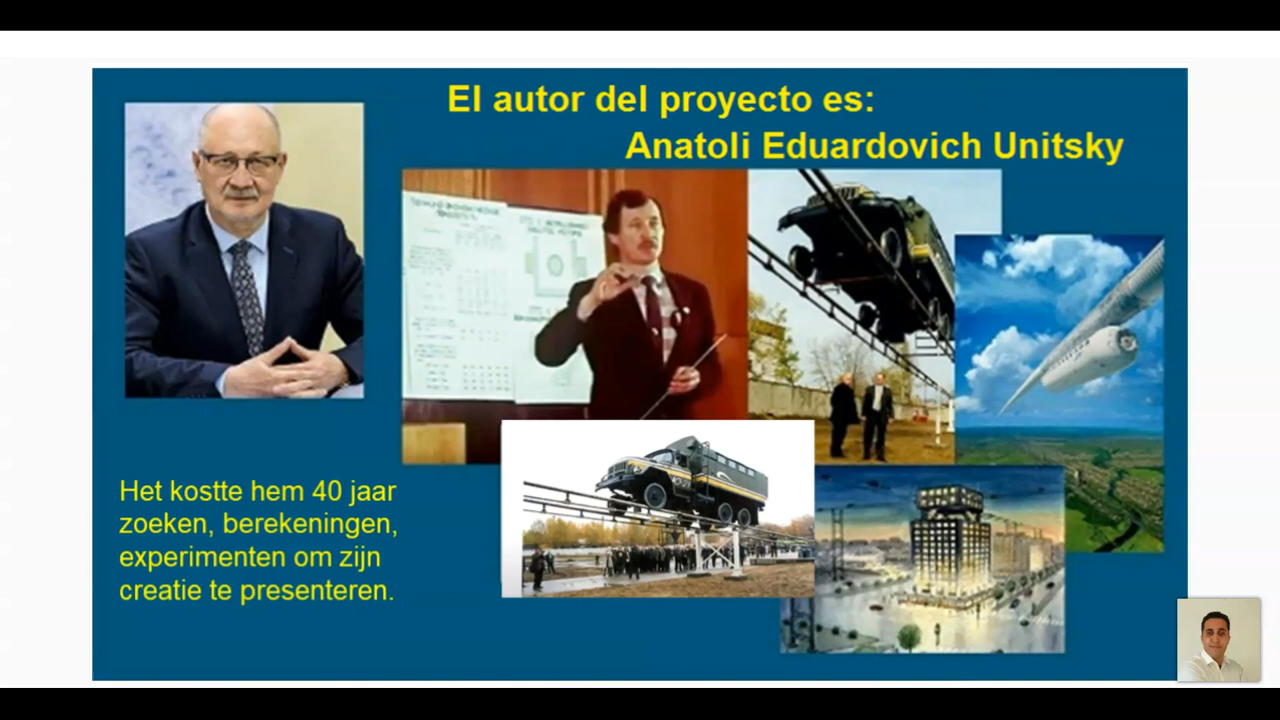 El autor del proyecto es:
Anatoli Eduardovich Unitsky
Het kostte hem 40 jaar
zoeken, berekeningen,
experimenten om zijn
creatie te presenteren.